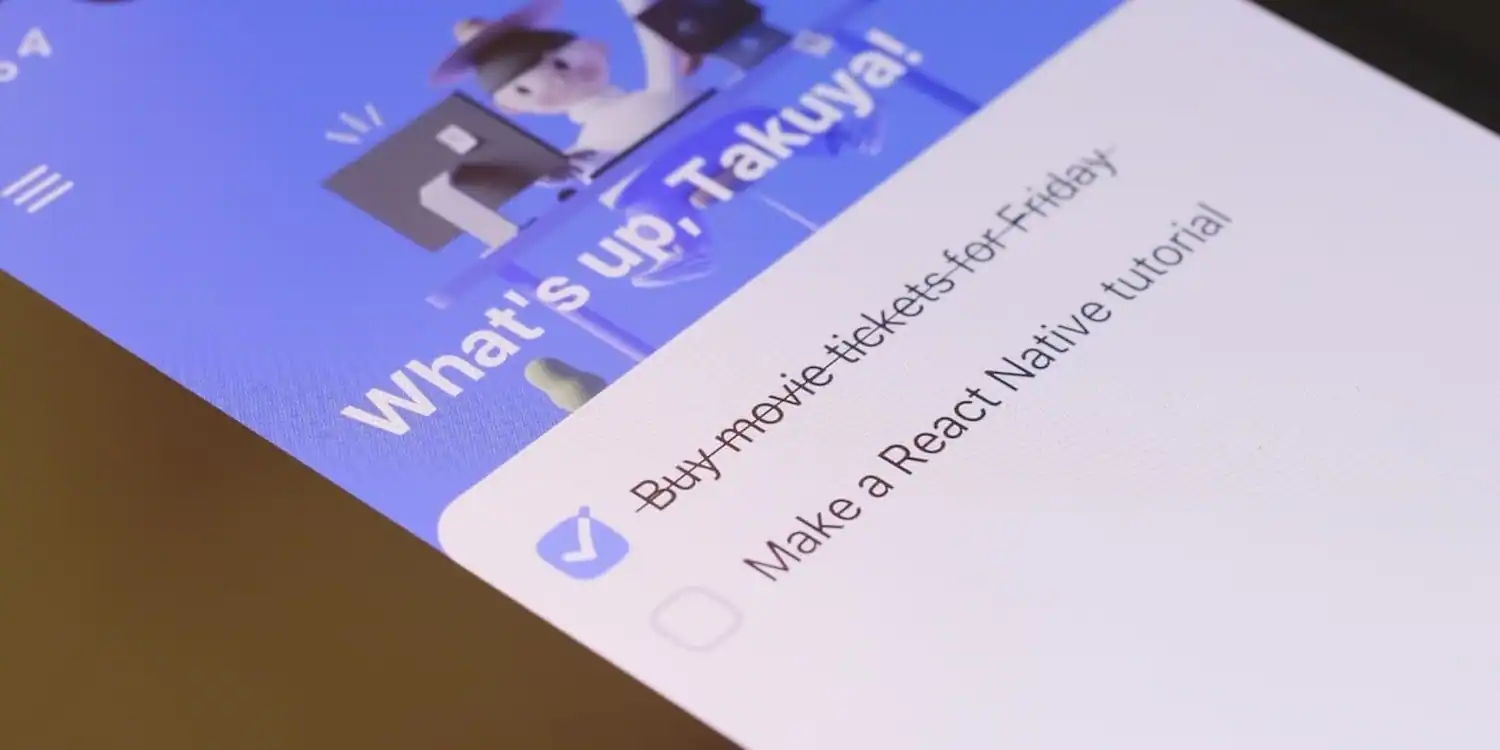 What's up, Takuya!
Buy movie tickets for Friday
Make a React Native tutorial